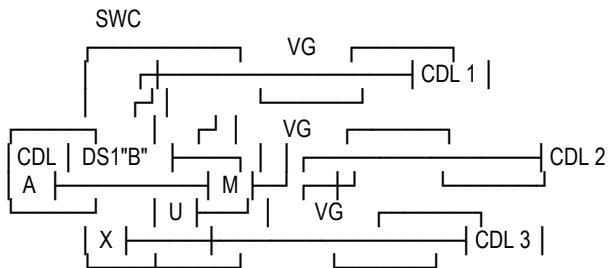 SWC
VG
CDL 1
VG
CDL DS1"B" CDL 2
A M
U VG
X CDL 3